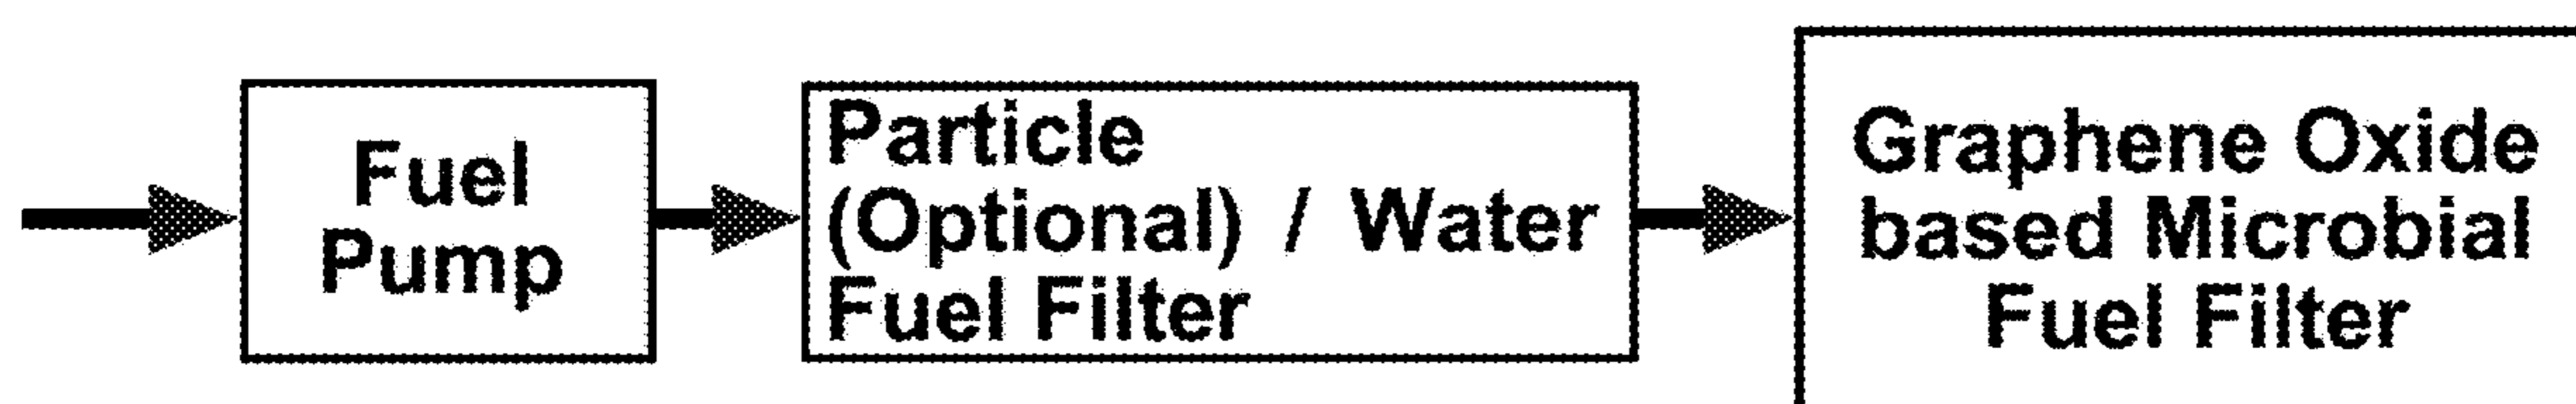 Fuel
Pump
Particle
(Optional) / Water
Fuel Filter
Graphene Oxide
based Microbial
Fuel Filter